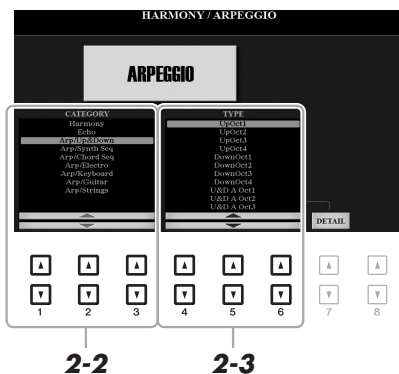 HARMONY / ARPEGGIO
ARPEGGIO
CATEGORY
Harmony
Echo
Arp/Up&Down
Arp/Synth Seq
Arp/Chord Seq
Arp/Electro
Arp/Keyboard
Arp/Guitar
Arp/Strings
TYPE
UpOct1
UpOct2
UpOct3
UpOct4
DownOct1
DownOct2
DownOct3
DownOct4
U&D A Oct1
U&D A Oct2
U&D A Oct3
DETAIL
1 2 3 4 5 6 7 8
2-2 2-3